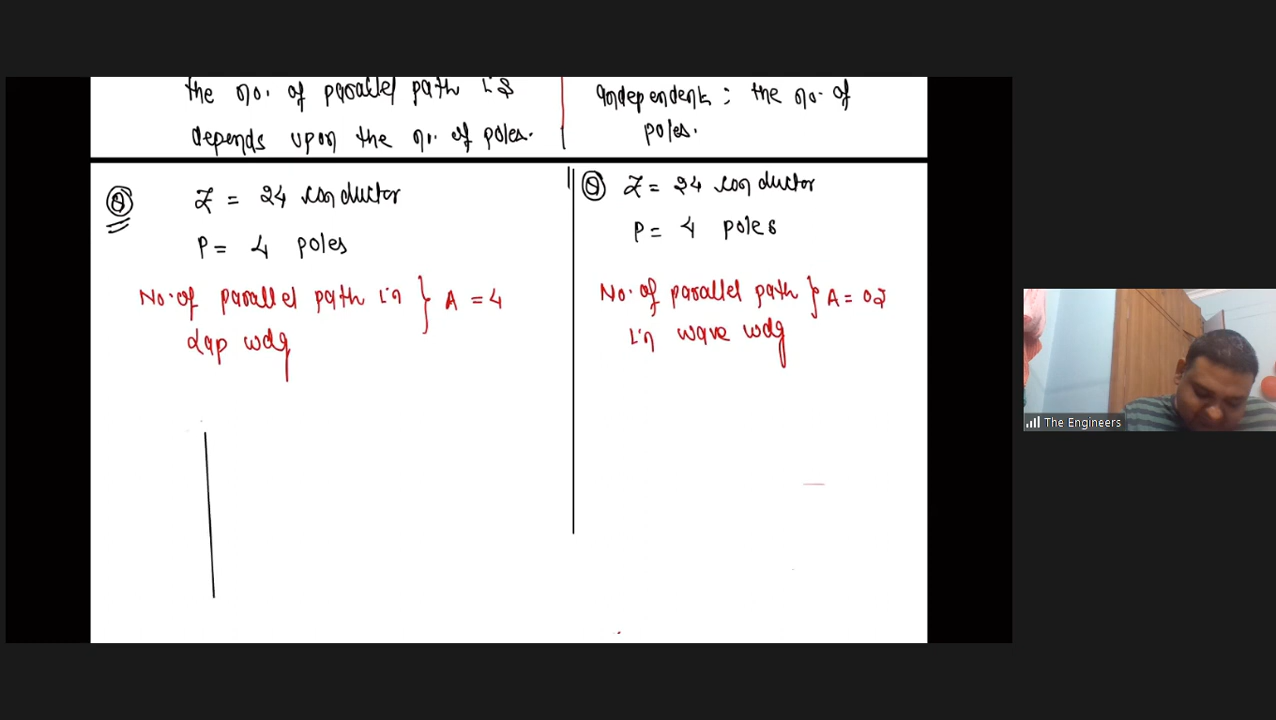 the no. of parallel path is
depends upon the no. of poles.
independent : the no. of
poles.
Q Z = 24 conductor
P = 4 poles
No. of parallel path in } A = 4
Lap wdg
Q Z = 24 conductor
P = 4 poles
No. of parallel path } A = 02
in wave wdg
The Engineers